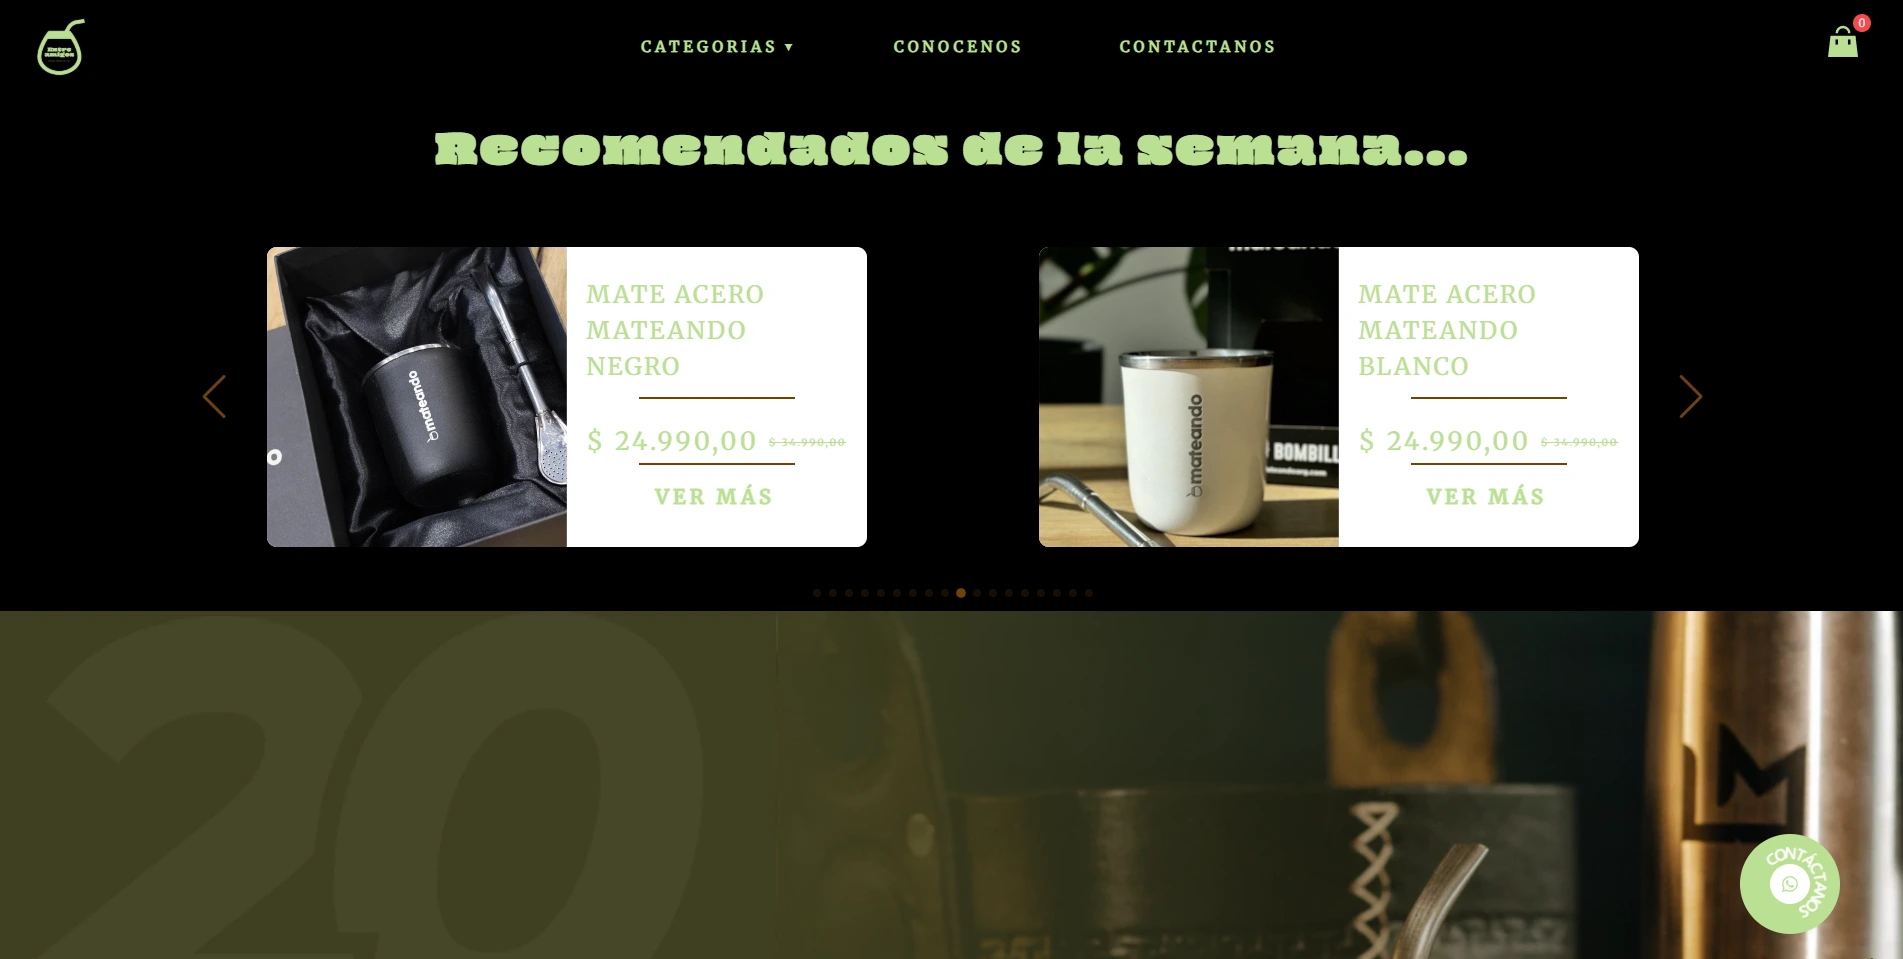 Entre
amigos
CATEGORIAS ▾
CONOCENOS
CONTACTANOS
0
Recomendados de la semana...
mateando
o
MATE ACERO
MATEANDO
NEGRO
$ 24.990,00 $ 34.990,00
VER MÁS
mateando
BOMBILL
MATE ACERO
MATEANDO
BLANCO
$ 24.990,00 $ 34.990,00
VER MÁS
20
M
CONTÁCTANOS